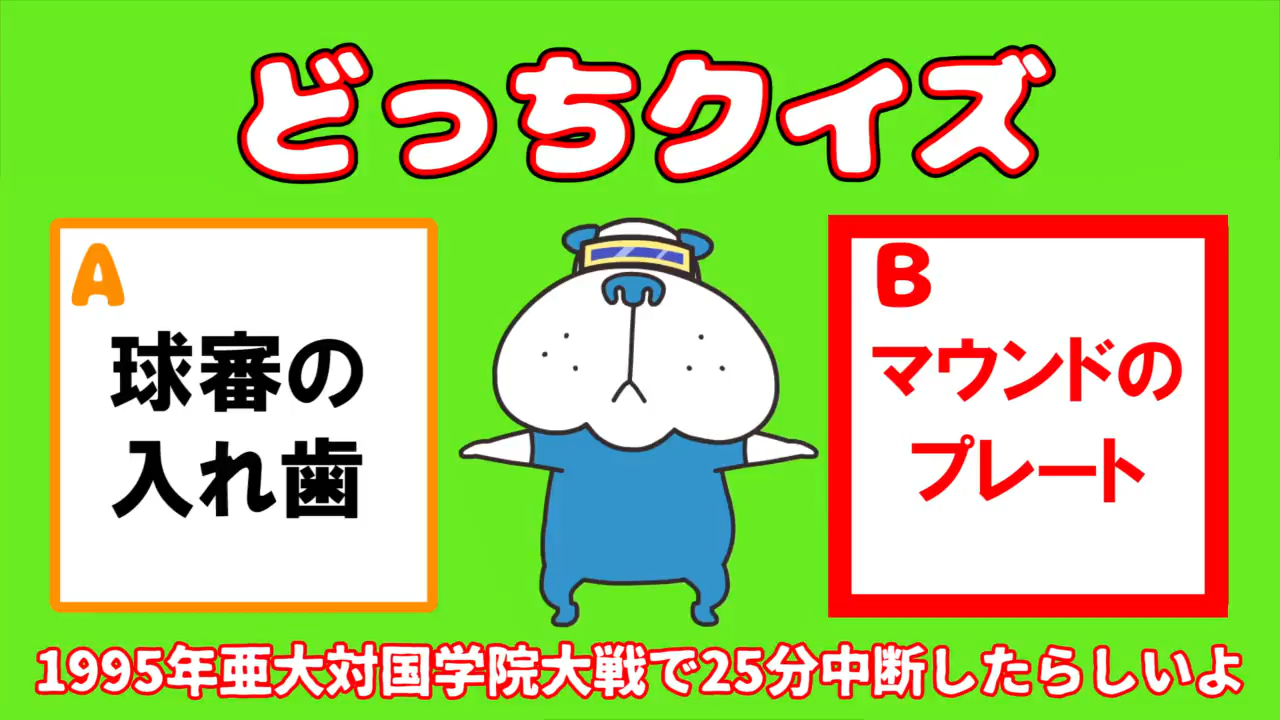 どっちクイズ
A
球審の
入れ歯
B
マウンドの
プレート
1995年亜大対国学院大戦で25分中断したらしいよ